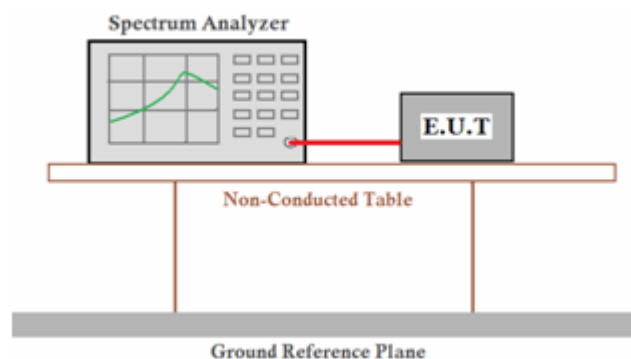 Spectrum Analyzer
E.U.T
Non-Conducted Table
Ground Reference Plane